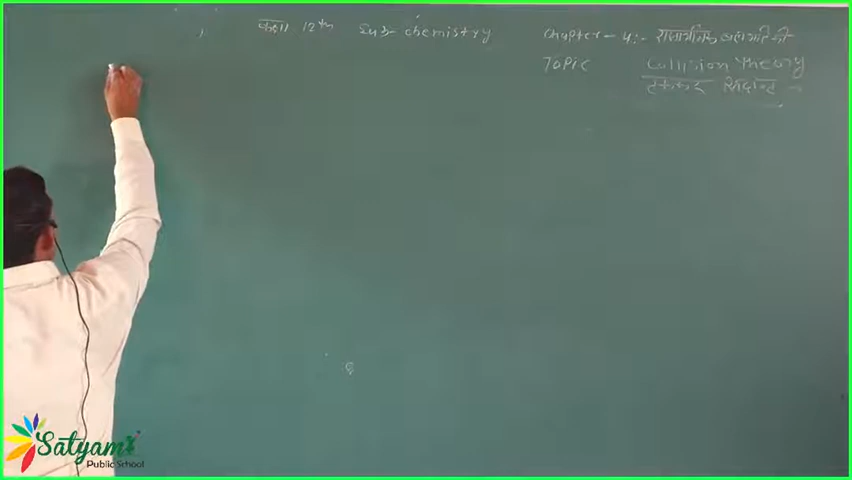 कक्षा 12th Sub chemistry Chapter - 4:- रासायनिक बलगतिकी
Topic Collision Theory
टक्कर सिद्धान्त
Satyam
Public School